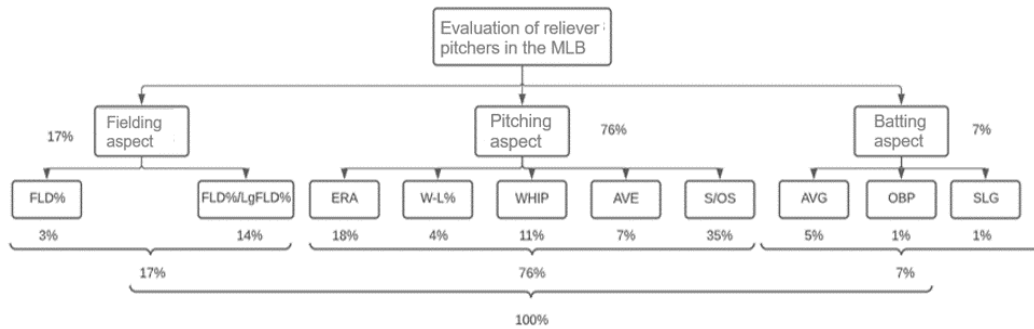 Evaluation of reliever
pitchers in the MLB
17%
Fielding
aspect
Pitching
aspect
76%
Batting
aspect
7%
FLD%
FLD%/LgFLD%
ERA
W-L%
WHIP
AVE
S/OS
AVG
OBP
SLG
3%
14%
18%
4%
11%
7%
35%
5%
1%
1%
17%
76%
7%
100%